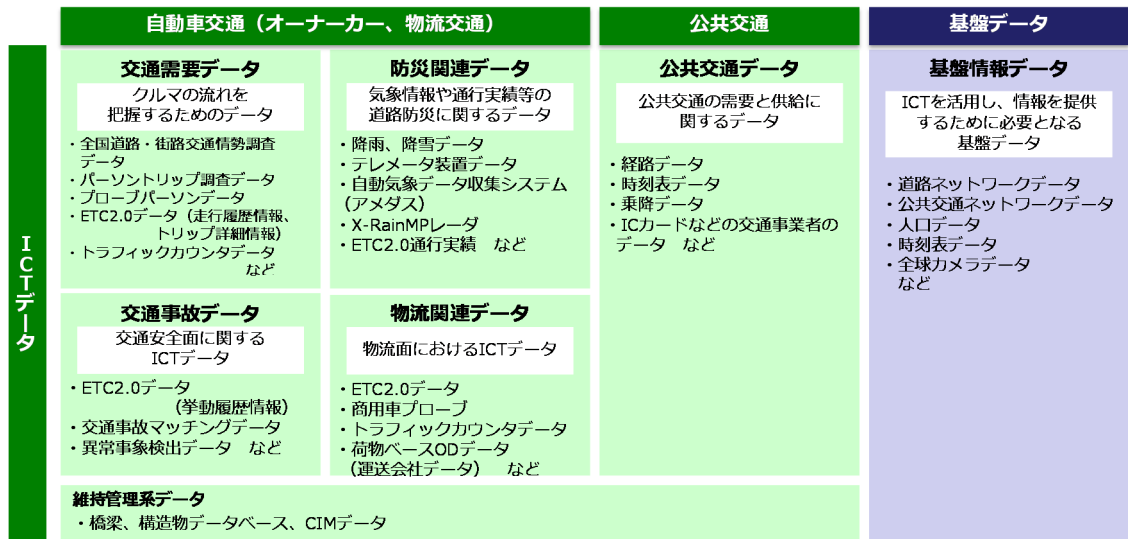 自動車交通（オーナーカー、物流交通）
公共交通
基盤データ
ICTデータ
交通需要データ
クルマの流れを
把握するためのデータ
・全国道路・街路交通情勢調査
データ
・パーソントリップ調査データ
・プローブパーソンデータ
・ETC2.0データ（走行履歴情報、
トリップ詳細情報）
・トラフィックカウンタデータ
など
防災関連データ
気象情報や通行実績等の
道路防災に関するデータ
・降雨、降雪データ
・テレメータ装置データ
・自動気象データ収集システム
（アメダス）
・X-RainMPレーダ
・ETC2.0通行実績　など
公共交通データ
公共交通の需要と供給に
関するデータ
・経路データ
・時刻表データ
・乗降データ
・ICカードなどの交通事業者の
データ　など
基盤情報データ
ICTを活用し、情報を提供
するために必要となる
基盤データ
・道路ネットワークデータ
・公共交通ネットワークデータ
・人口データ
・時刻表データ
・全球カメラデータ
など
交通事故データ
交通安全面に関する
ICTデータ
・ETC2.0データ
（挙動履歴情報）
・交通事故マッチングデータ
・異常事象検出データ　など
物流関連データ
物流面におけるICTデータ
・ETC2.0データ
・商用車プローブ
・トラフィックカウンタデータ
・荷物ベースODデータ
（運送会社データ）　など
維持管理系データ
・橋梁、構造物データベース、CIMデータ